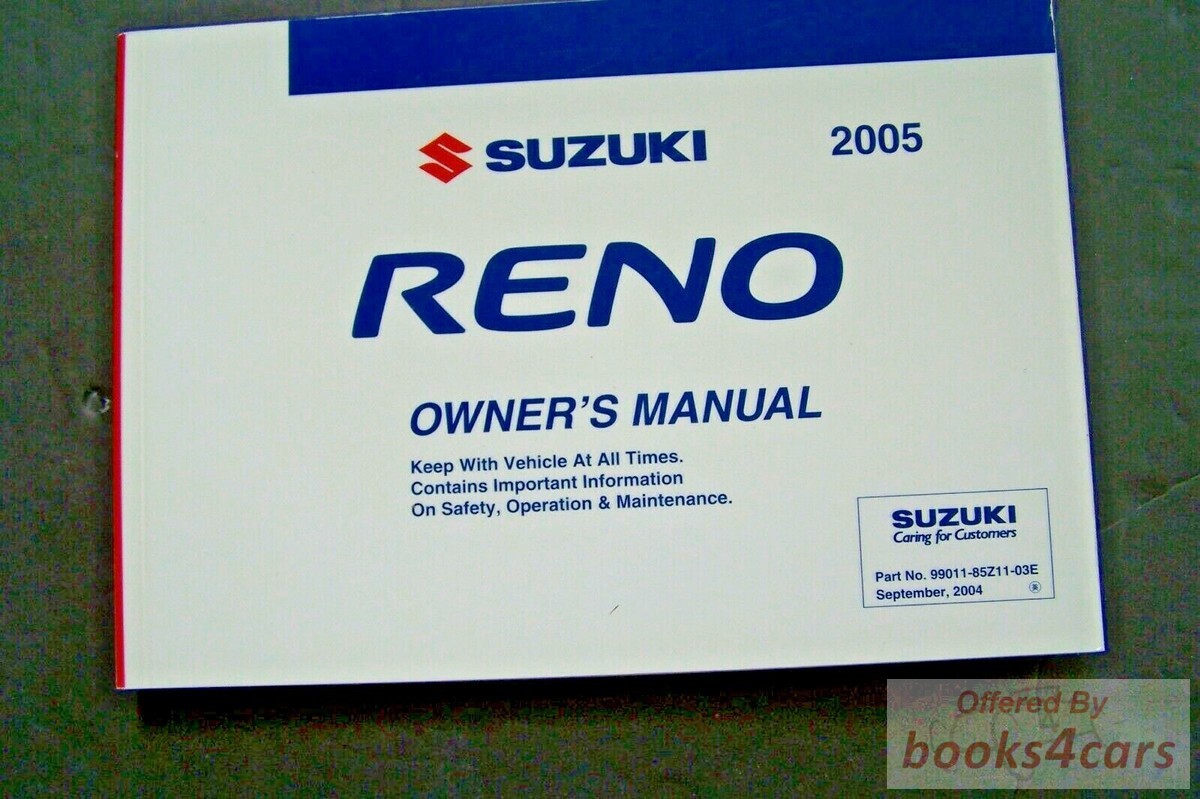 SUZUKI
2005
RENO
OWNER'S MANUAL
Keep With Vehicle At All Times.
Contains Important Information
On Safety, Operation & Maintenance.
SUZUKI
Caring for Customers
Part No. 99011-85Z11-03E
September, 2004
Offered By
books4cars